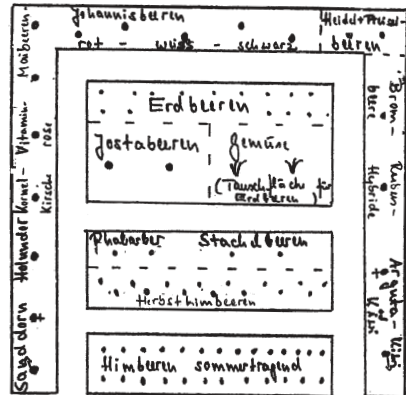 Johannisbeeren
rot - weiss - schwarz
Heidel + Preisel-
beeren
Maibeeren-
Vitamin-
rose
Kornel-
Kirsche
Holunder
Sanddorn
Erdbeeren
Jostabeeren
Gemüse
(Tauschfläche für
Erdbeeren)
Rhabarber Stachelbeeren
Herbsthimbeeren
Himbeeren sommertragend
Brom-
beere
Rubus-
Hybride
Arguta-Kiwi